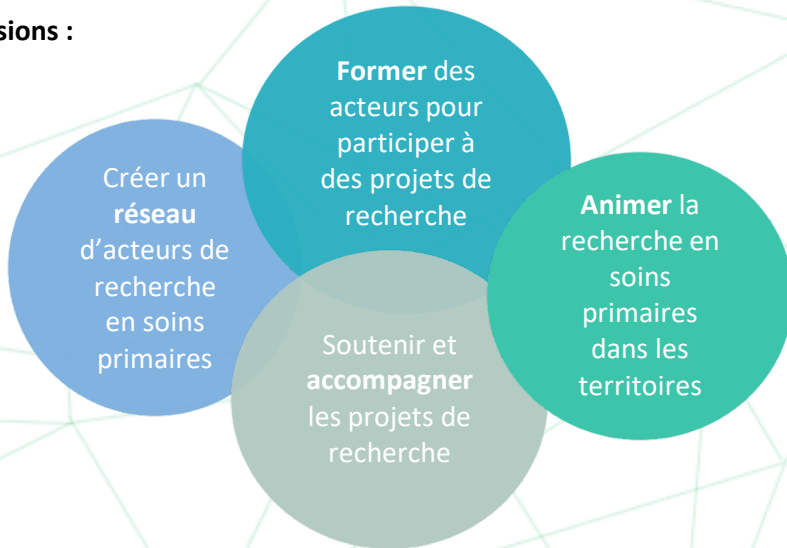 sions :
Former des
acteurs pour
participer à
des projets de
recherche
Créer un
réseau
d’acteurs de
recherche
en soins
primaires
Animer la
recherche en
soins
primaires
dans les
territoires
Soutenir et
accompagner
les projets de
recherche